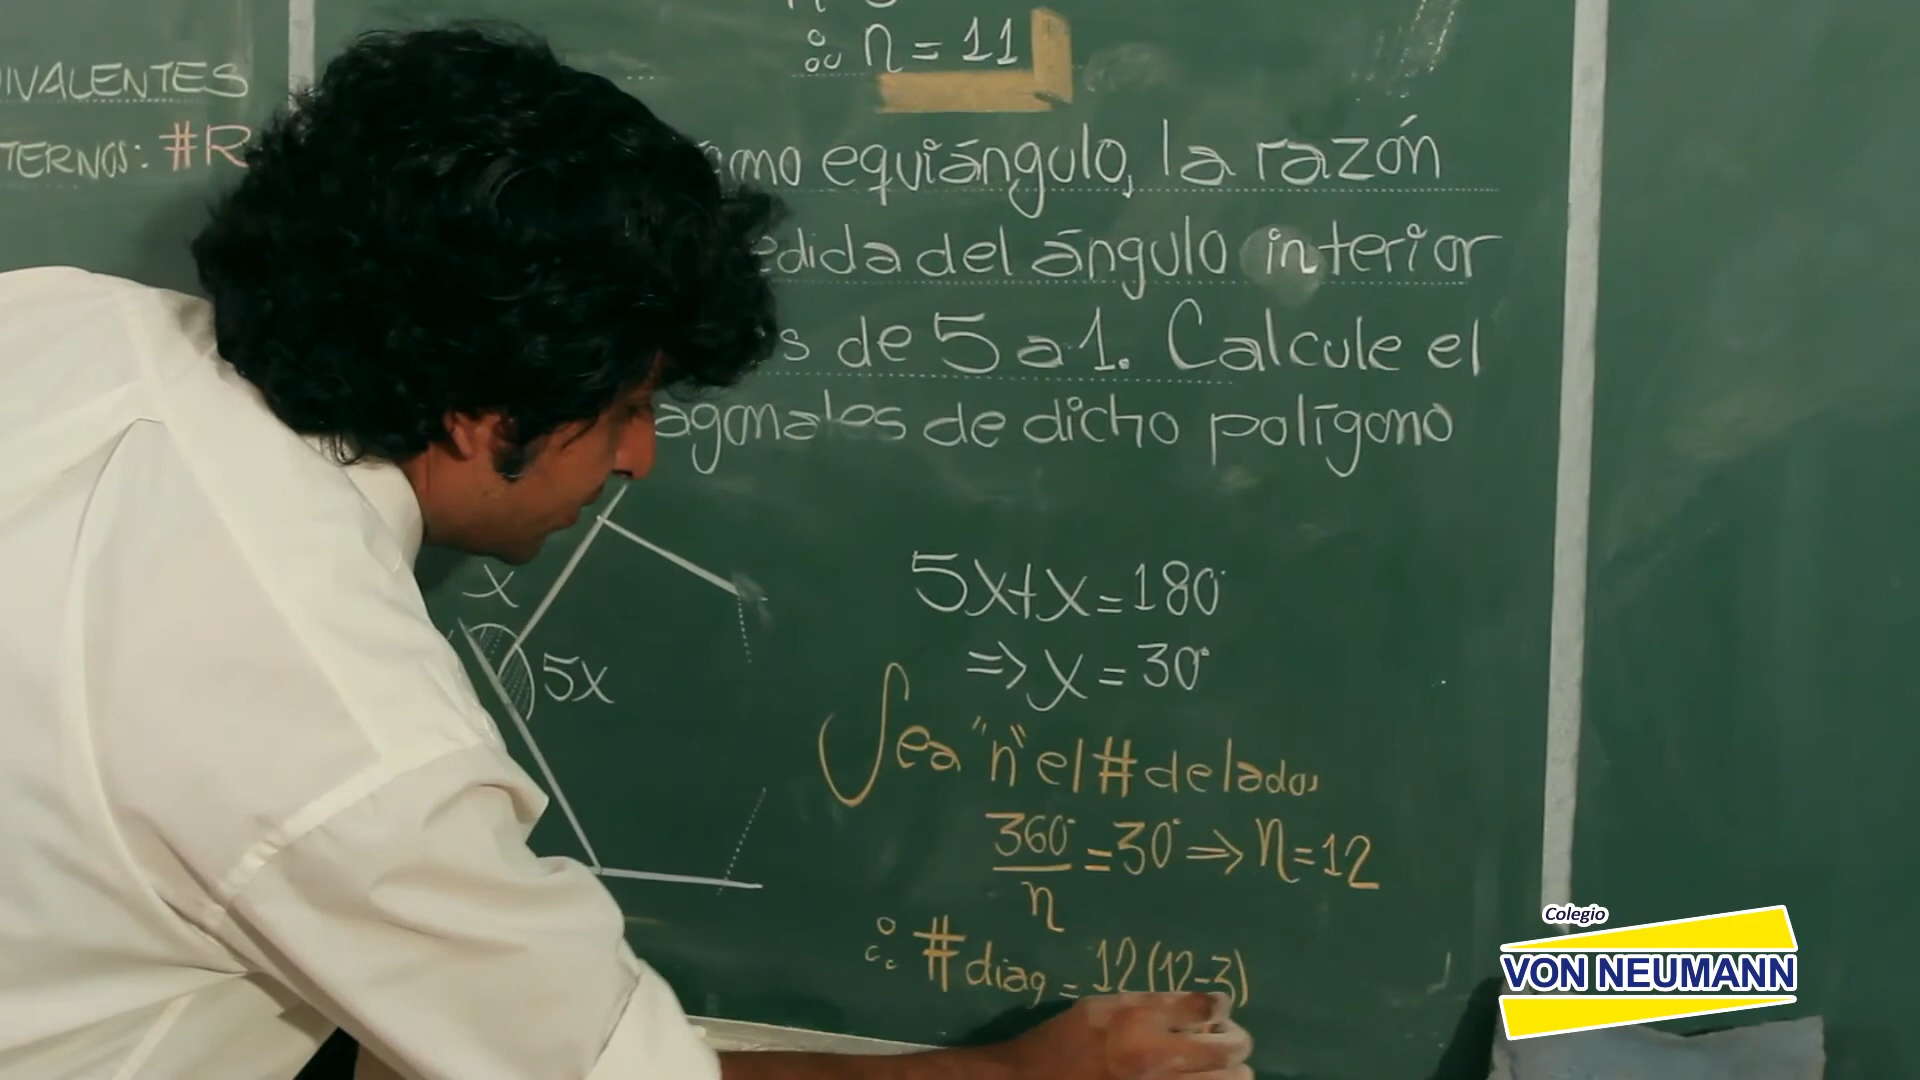 ∴ n = 11
IVALENTES
TERNOS: #R
gono equiángulo, la razón
edida del ángulo interior
s de 5 a 1. Calcule el
agonales de dicho polígono
x
5x
5x+x=180°
⇒ x = 30°
Sea "n" el # de lados
360°/n = 30° ⇒ n=12
∴ # diag = 12(12-3)
Colegio
VON NEUMANN